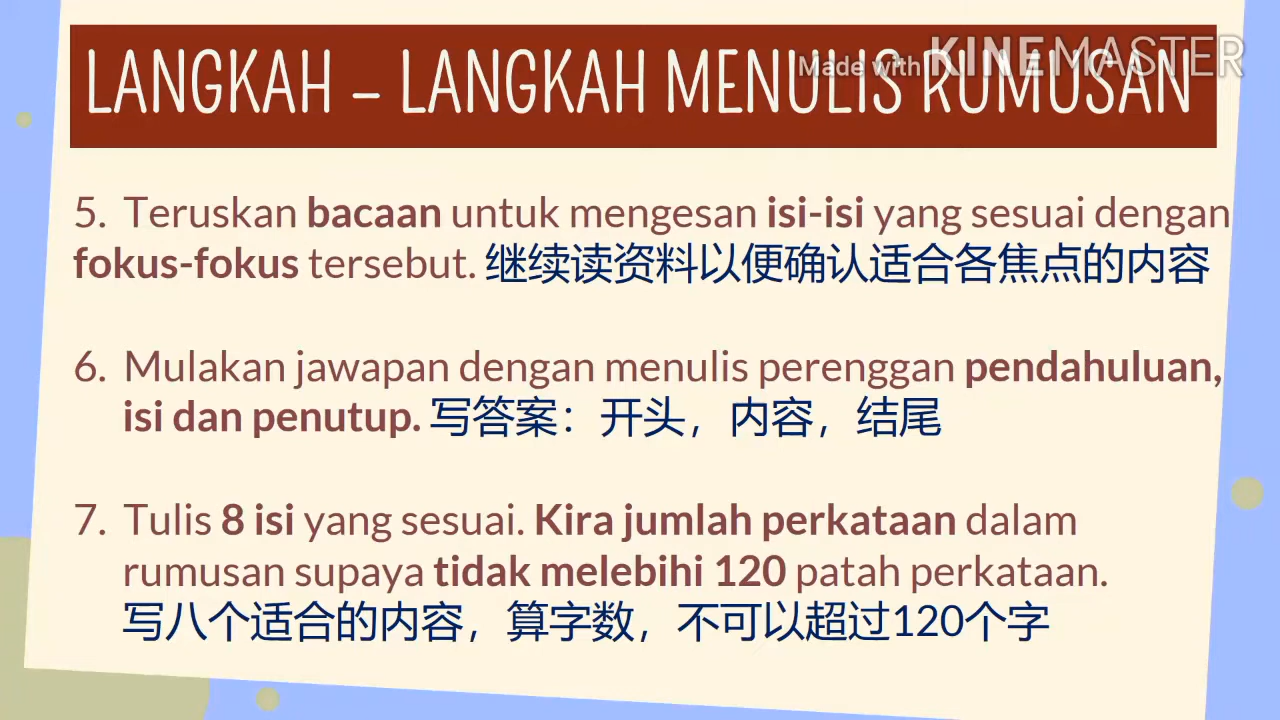 LANGKAH – LANGKAH MENULIS RUMUSAN
Made with KINEMASTER
5. Teruskan bacaan untuk mengesan isi-isi yang sesuai dengan
fokus-fokus tersebut. 继续读资料以便确认适合各焦点的内容
6. Mulakan jawapan dengan menulis perenggan pendahuluan,
isi dan penutup. 写答案：开头，内容，结尾
7. Tulis 8 isi yang sesuai. Kira jumlah perkataan dalam
rumusan supaya tidak melebihi 120 patah perkataan.
写八个适合的内容，算字数，不可以超过120个字